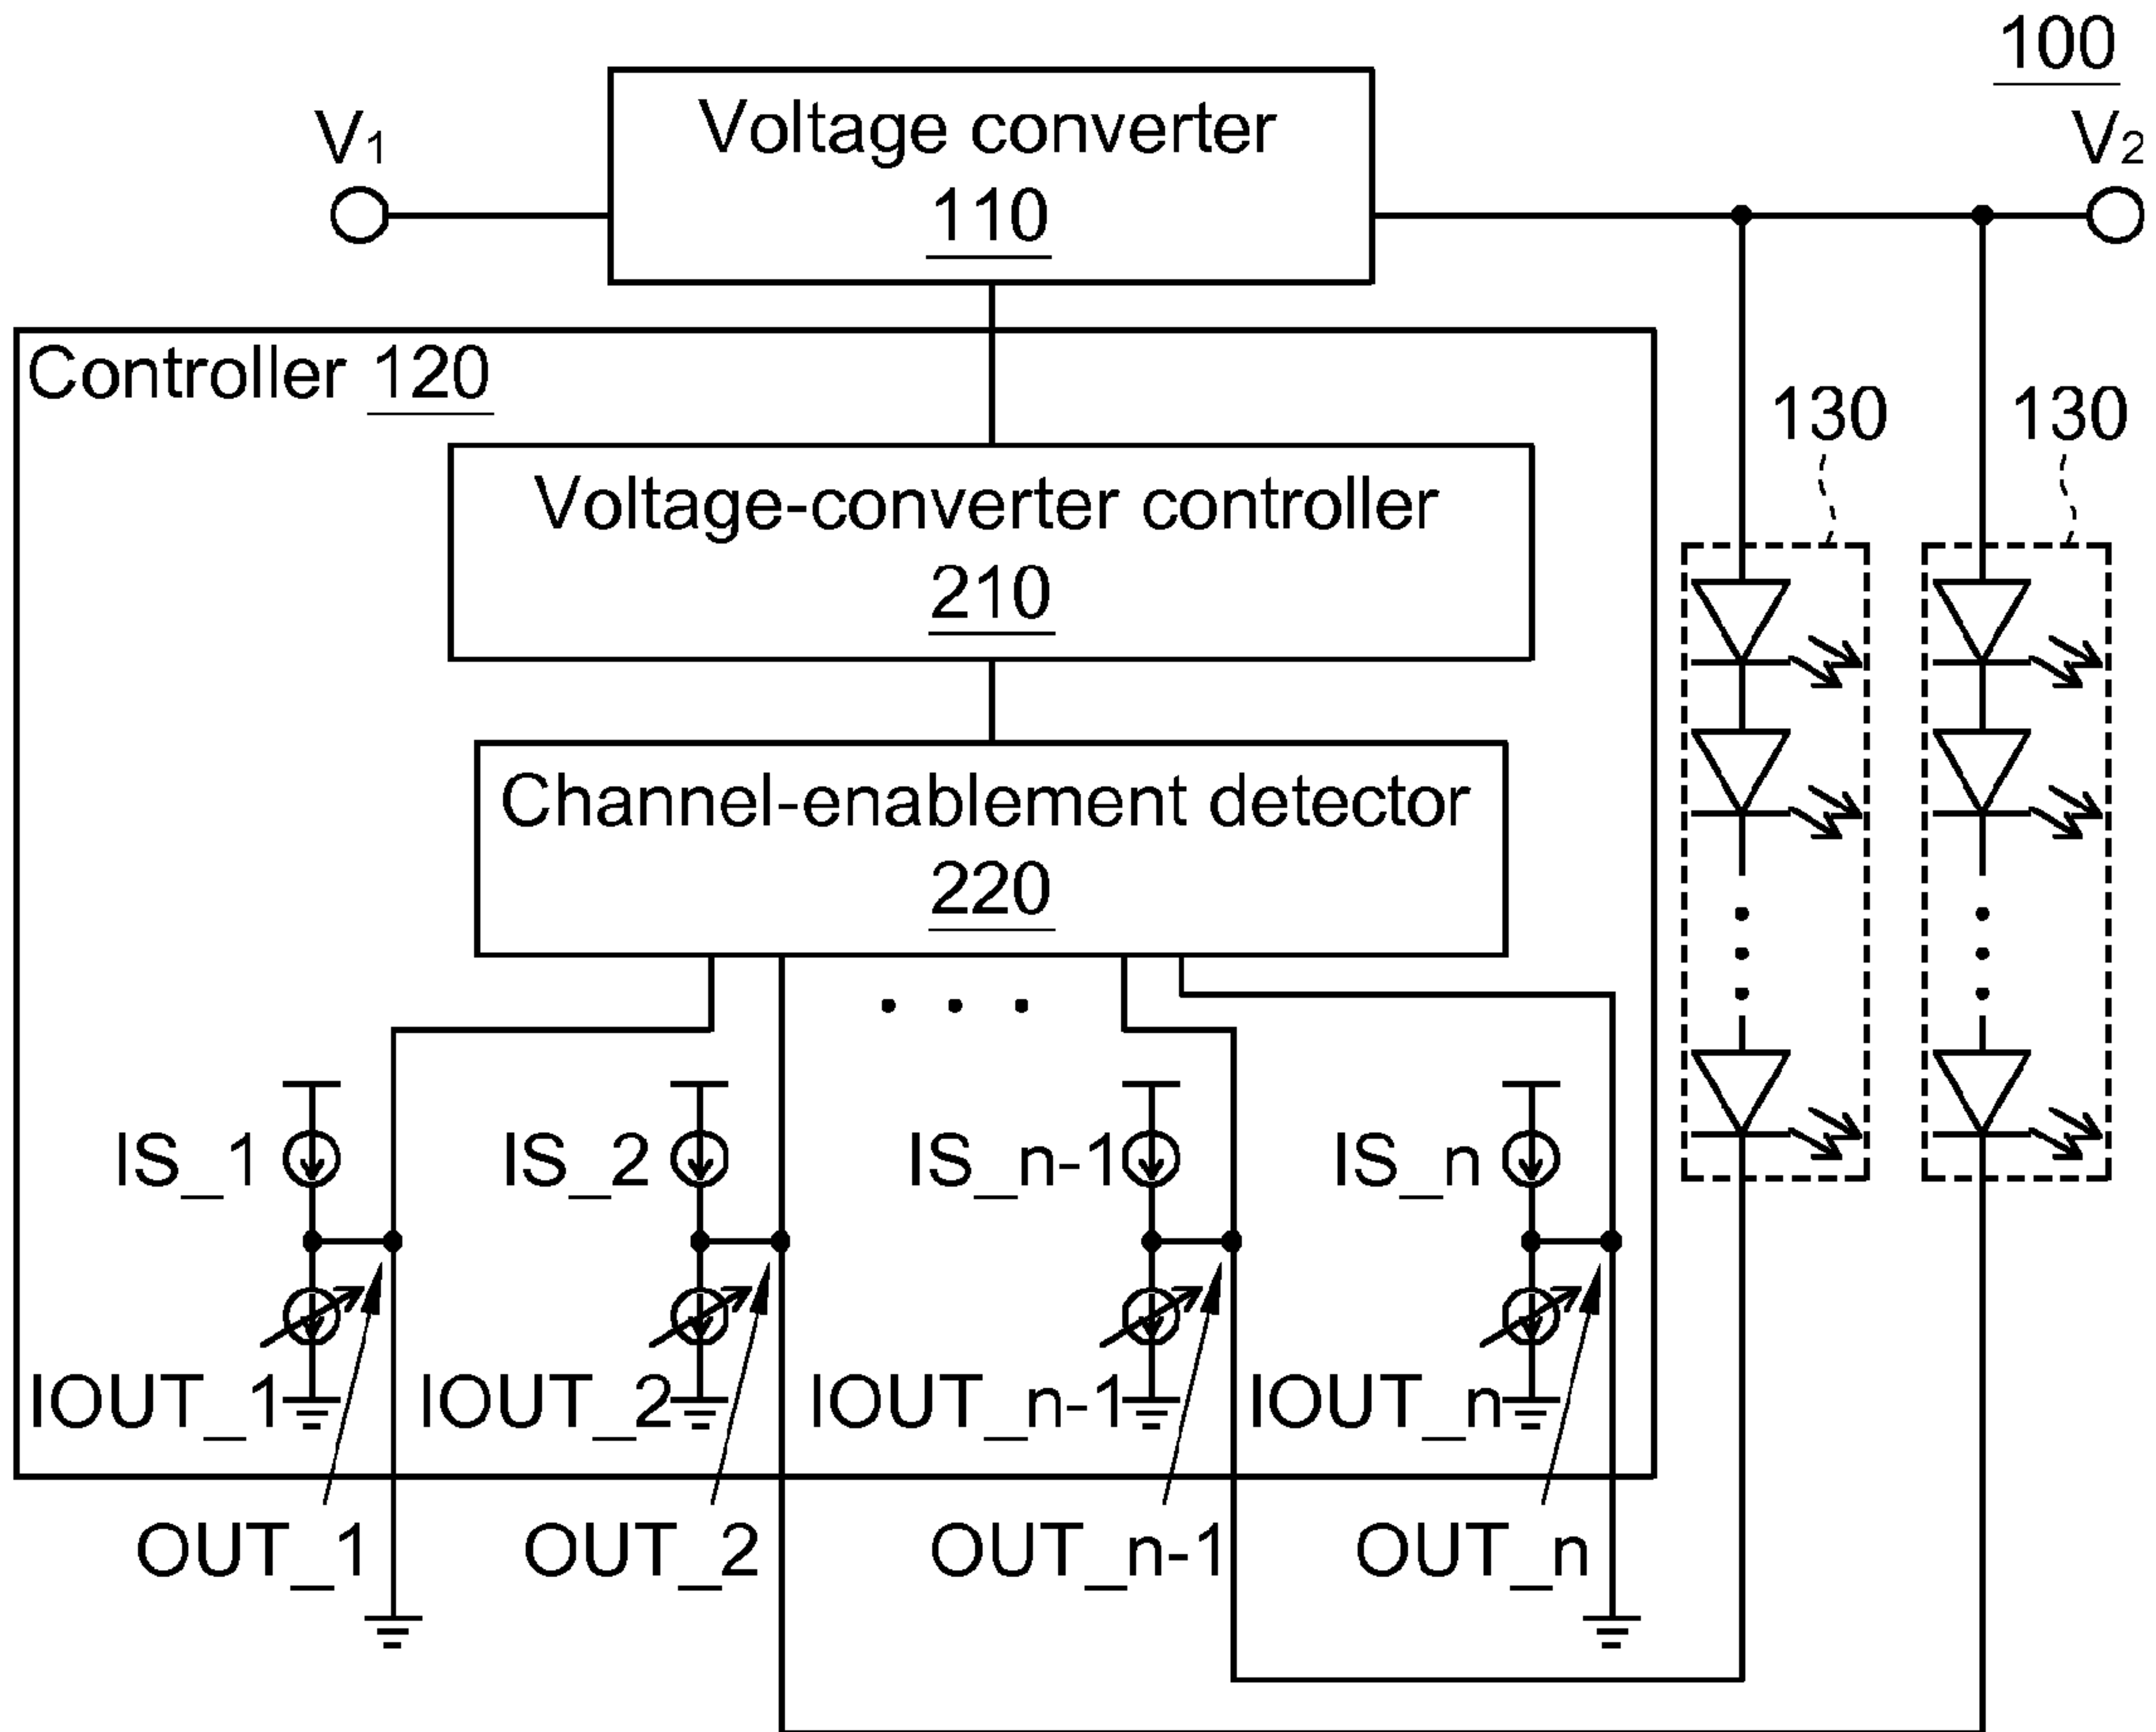 100
V1
Voltage converter
110
V2
Controller 120
130
130
Voltage-converter controller
210
Channel-enablement detector
220
. . .
IS_1
IS_2
IS_n-1
IS_n
IOUT_1
IOUT_2
IOUT_n-1
IOUT_n
OUT_1
OUT_2
OUT_n-1
OUT_n